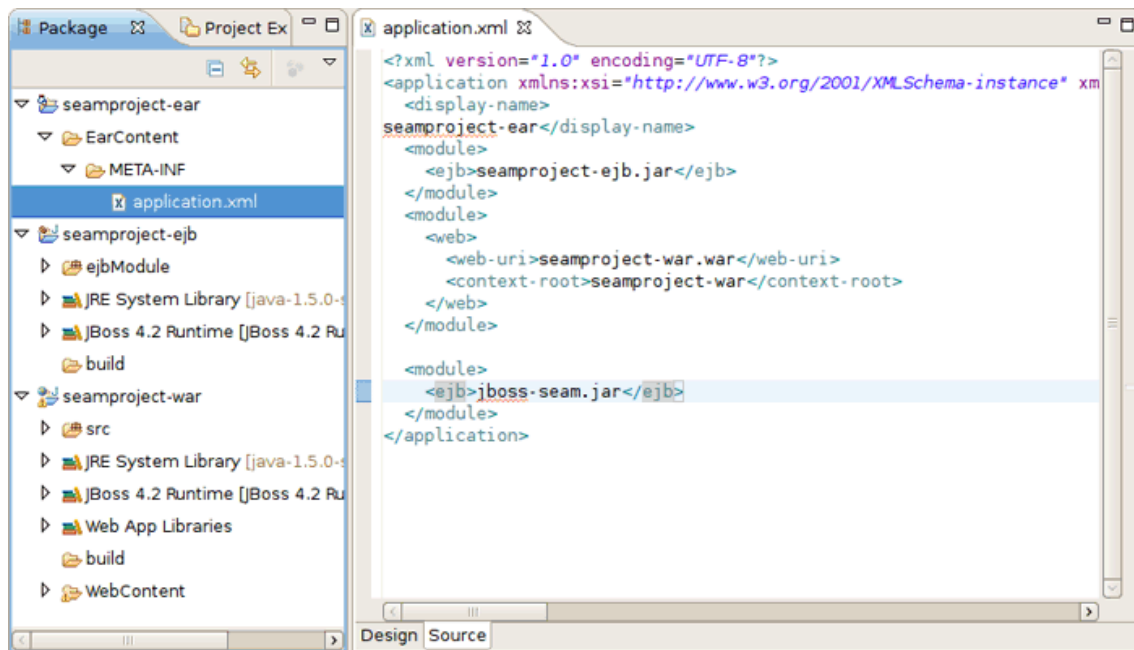 Package
Project Ex
seamproject-ear
EarContent
META-INF
application.xml
seamproject-ejb
ejbModule
JRE System Library [java-1.5.0-s
JBoss 4.2 Runtime [JBoss 4.2 Ru
build
seamproject-war
src
JRE System Library [java-1.5.0-s
JBoss 4.2 Runtime [JBoss 4.2 Ru
Web App Libraries
build
WebContent
application.xml
<?xml version="1.0" encoding="UTF-8"?>
<application xmlns:xsi="http://www.w3.org/2001/XMLSchema-instance" xm
<display-name>
seamproject-ear</display-name>
<module>
<ejb>seamproject-ejb.jar</ejb>
</module>
<module>
<web>
<web-uri>seamproject-war.war</web-uri>
<context-root>seamproject-war</context-root>
</web>
</module>
<module>
<ejb>jboss-seam.jar</ejb>
</module>
</application>
Design Source